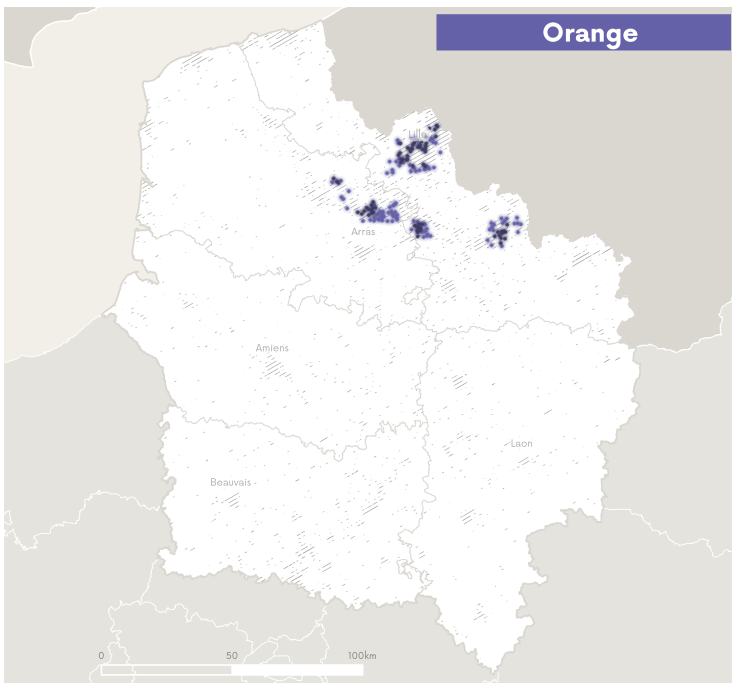 Orange
Lille
Arras
Amiens
Laon
Beauvais
0 50 100km